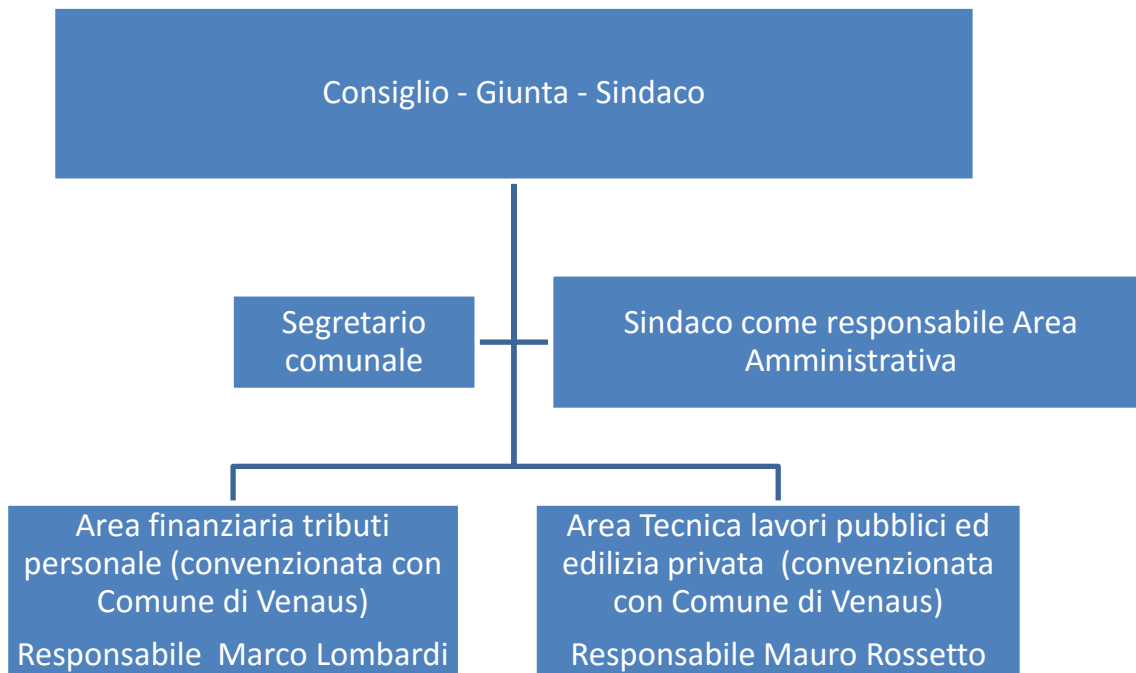 Consiglio - Giunta - Sindaco
Segretario
comunale
Sindaco come responsabile Area
Amministrativa
Area finanziaria tributi
personale (convenzionata con
Comune di Venaus)
Responsabile  Marco Lombardi
Area Tecnica lavori pubblici ed
edilizia privata  (convenzionata
con Comune di Venaus)
Responsabile Mauro Rossetto